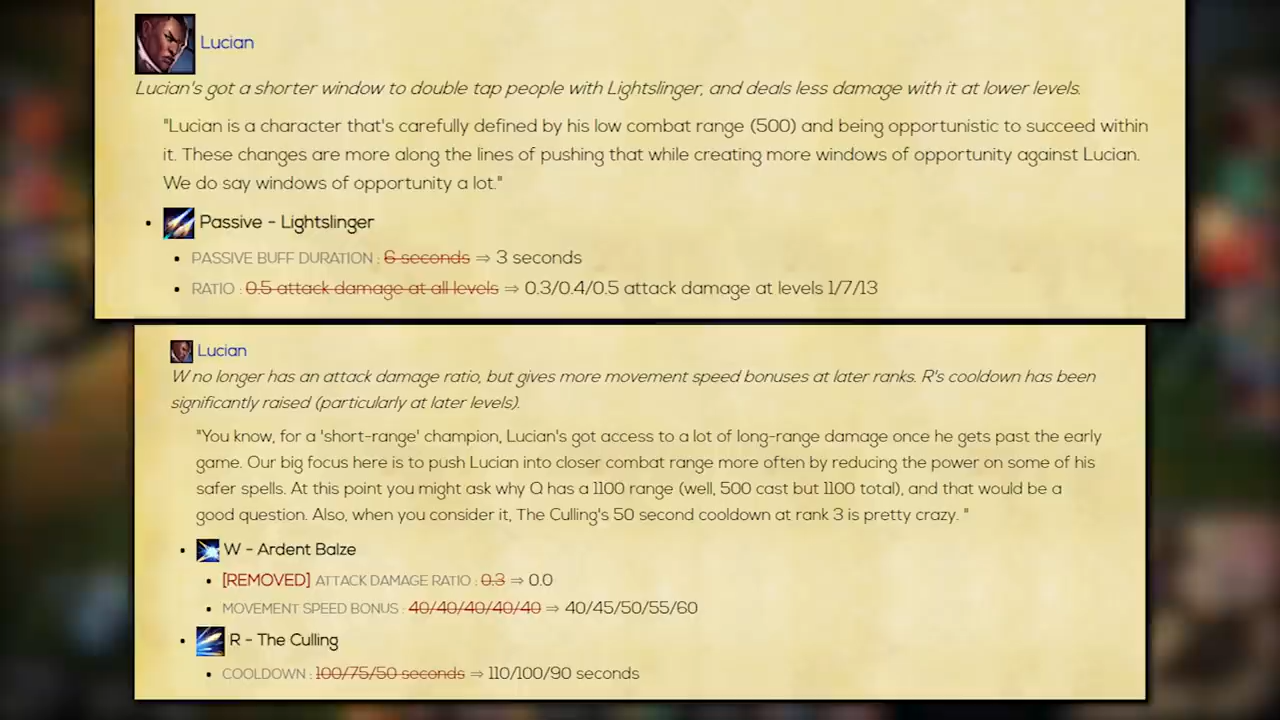 Lucian
Lucian's got a shorter window to double tap people with Lightslinger, and deals less damage with it at lower levels.
"Lucian is a character that's carefully defined by his low combat range (500) and being opportunistic to succeed within
it. These changes are more along the lines of pushing that while creating more windows of opportunity against Lucian.
We do say windows of opportunity a lot."
• Passive - Lightslinger
• PASSIVE BUFF DURATION : 6 seconds ⇒ 3 seconds
• RATIO : 0.5 attack damage at all levels ⇒ 0.3/0.4/0.5 attack damage at levels 1/7/13
Lucian
W no longer has an attack damage ratio, but gives more movement speed bonuses at later ranks. R's cooldown has been
significantly raised (particularly at later levels).
"You know, for a 'short-range' champion, Lucian's got access to a lot of long-range damage once he gets past the early
game. Our big focus here is to push Lucian into closer combat range more often by reducing the power on some of his
safer spells. At this point you might ask why Q has a 1100 range (well, 500 cast but 1100 total), and that would be a
good question. Also, when you consider it, The Culling's 50 second cooldown at rank 3 is pretty crazy. "
• W - Ardent Balze
• [REMOVED] ATTACK DAMAGE RATIO : 0.3 ⇒ 0.0
• MOVEMENT SPEED BONUS : 40/40/40/40/40 ⇒ 40/45/50/55/60
• R - The Culling
• COOLDOWN : 100/75/50 seconds ⇒ 110/100/90 seconds